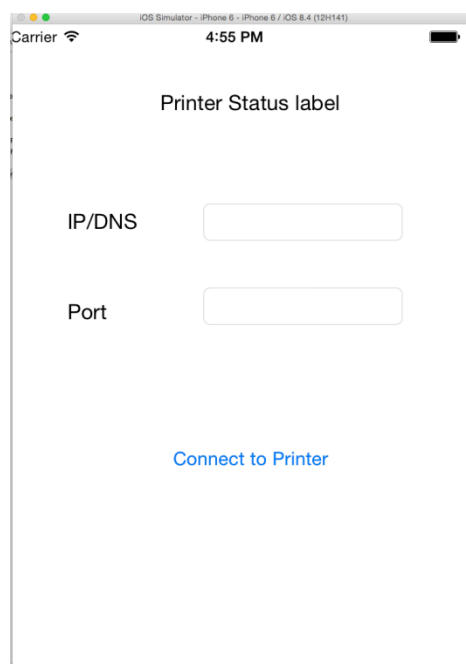 iOS Simulator - iPhone 6 - iPhone 6 / iOS 8.4 (12H141)
Carrier 4:55 PM
Printer Status label
IP/DNS
Port
Connect to Printer